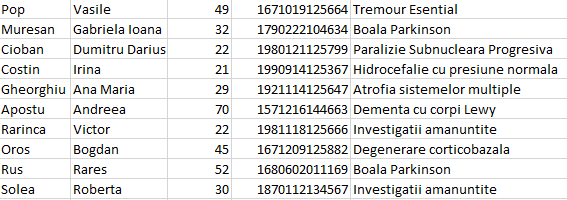 Pop Vasile 49 1671019125664 Tremour Esential
Muresan Gabriela Ioana 32 1790222104634 Boala Parkinson
Cioban Dumitru Darius 22 1980121125799 Paralizie Subnucleara Progresiva
Costin Irina 21 1990914125367 Hidrocefalie cu presiune normala
Gheorghiu Ana Maria 29 1921114125647 Atrofia sistemelor multiple
Apostu Andreea 70 1571216144663 Dementa cu corpi Lewy
Rarinca Victor 22 1981118125666 Investigatii amanuntite
Oros Bogdan 45 1671209125882 Degenerare corticobazala
Rus Rares 52 1680602011169 Boala Parkinson
Solea Roberta 30 1870112134567 Investigatii amanuntite